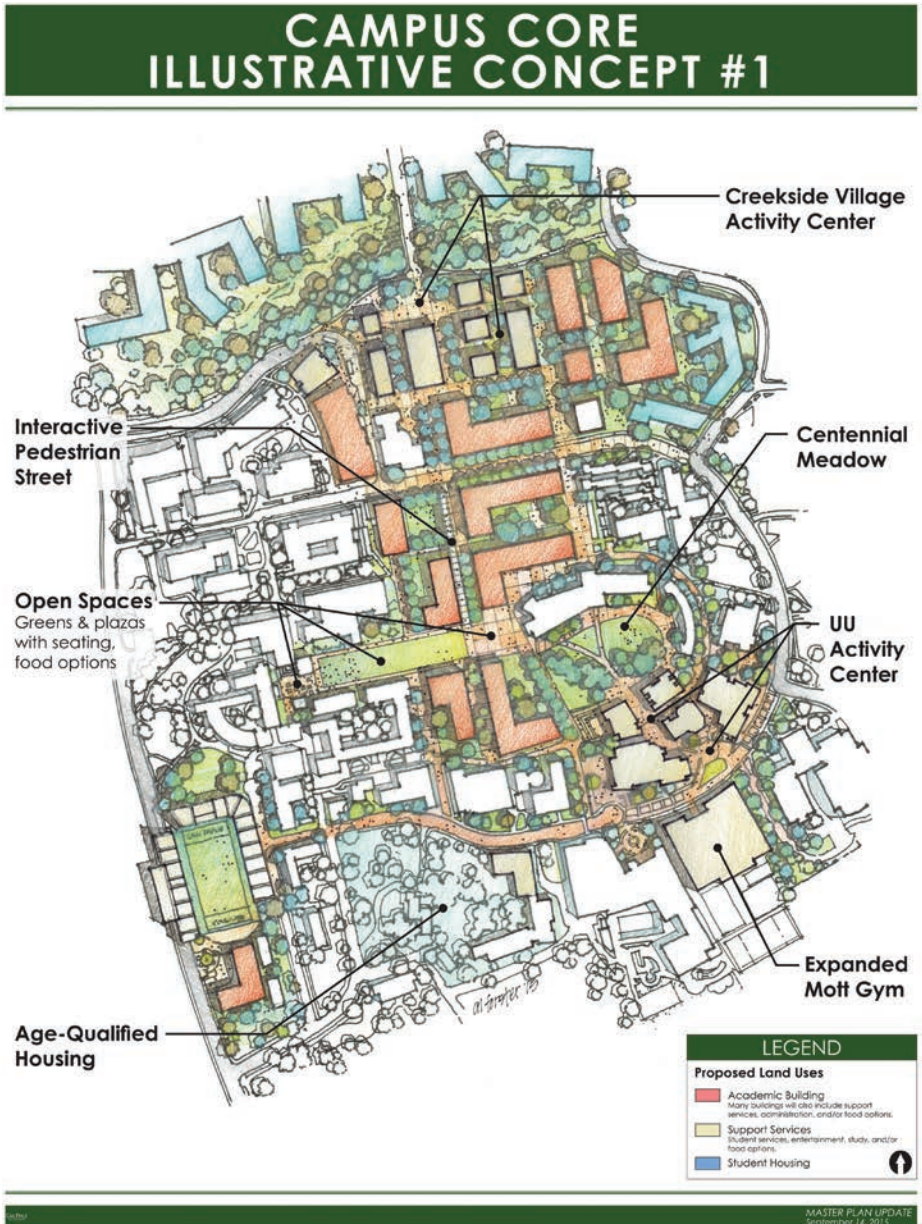 CAMPUS CORE
ILLUSTRATIVE CONCEPT #1
Creekside Village
Activity Center
Interactive
Pedestrian
Street
Centennial
Meadow
Open Spaces
Greens & plazas
with seating,
food options
UU
Activity
Center
Expanded
Mott Gym
Age-Qualified
Housing
LEGEND
Proposed Land Uses
Academic Building
Many buildings will also include support
services, administration, and/or food options.
Support Services
Student services, entertainment, study, and/or
food options.
Student Housing
MASTER PLAN UPDATE
September 14, 2015